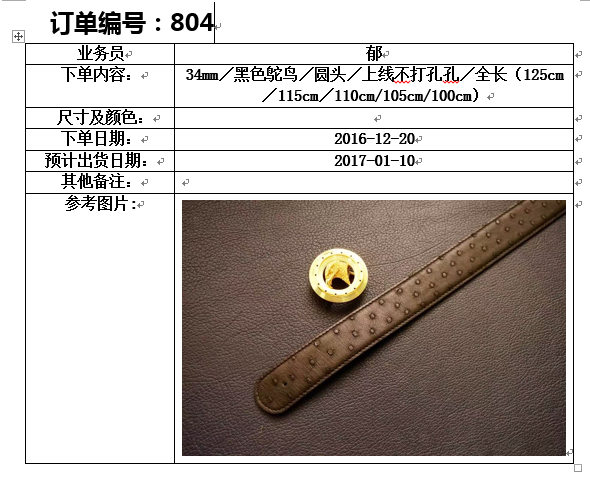 订单编号：804
业务员
郁
下单内容：
34mm／黑色鸵鸟／圆头／上线不打孔孔／全长（125cm
／115cm／110cm/105cm/100cm）
尺寸及颜色：
下单日期：
2016-12-20
预计出货日期：
2017-01-10
其他备注：
参考图片: